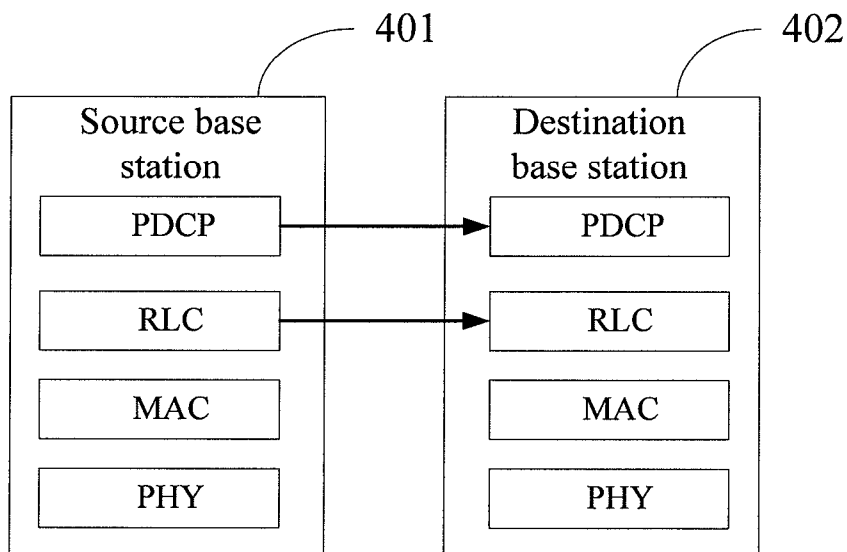 401
402
Source base
station
PDCP
RLC
MAC
PHY
Destination
base station
PDCP
RLC
MAC
PHY